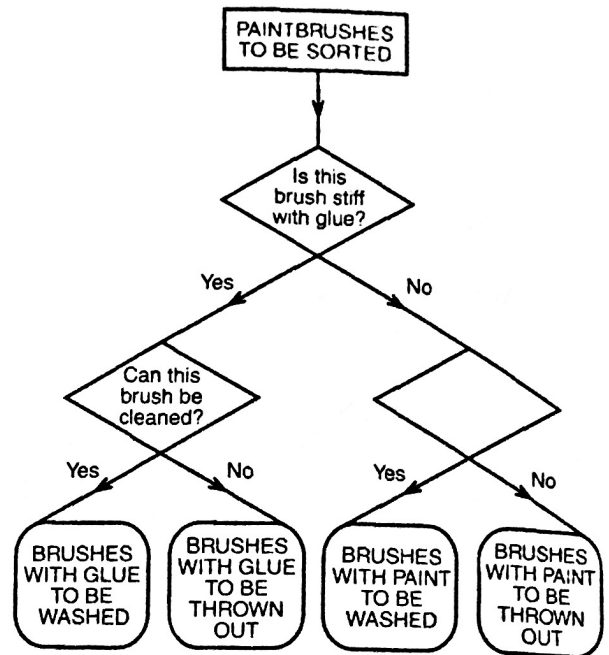 PAINTBRUSHES
TO BE SORTED
Is this
brush stiff
with glue?
Yes
No
Can this
brush be
cleaned?
Yes
No
Yes
No
BRUSHES
WITH GLUE
TO BE
WASHED
BRUSHES
WITH GLUE
TO BE
THROWN
OUT
BRUSHES
WITH PAINT
TO BE
WASHED
BRUSHES
WITH PAINT
TO BE
THROWN
OUT